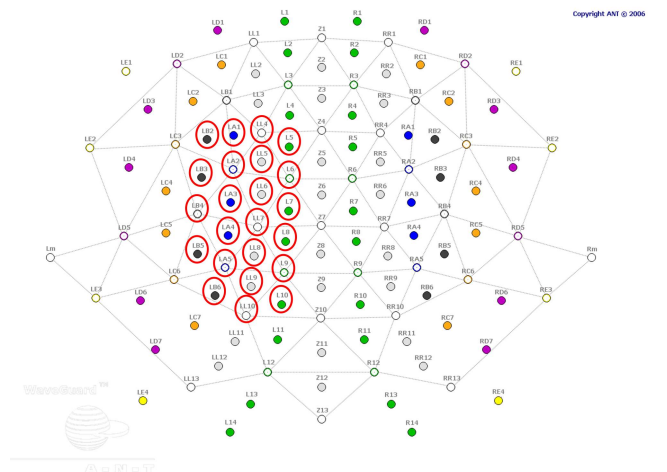 Copyright ANT © 2006
L1 R1
LD1 Z1 RD1
LL1 RR1
L2 R2
LD2 LC1 Z2 RC1 RD2
LE1 LL2 RR2 RE1
L3 R3
LC2 LB1 LL3 Z3 RR3 RB1 RC2
LD3 L4 R4 RD3
LB2 LA1 LL4 Z4 RR4 RA1 RB2
LE2 LC3 L5 R5 RC3 RE2
LL5 Z5 RR5
LD4 LB3 LA2 L6 R6 RA2 RB3 RD4
LC4 LL6 Z6 RR6 RC4
LA3 RA3
LB4 L7 R7 RB4
LL7 Z7 RR7
LD5 LC5 LA4 L8 R8 RA4 RC5 RD5
LB5 LL8 Z8 RR8 RB5
Lm LA5 L9 R9 RA5 Rm
LC6 LL9 Z9 RR9 RC6
LE3 LD6 LB6 L10 R10 RB6 RD6 RE3
LL10 Z10 RR10
LC7 RC7
LL11 L11 R11 RR11
LD7 Z11 RD7
LL12 L12 R12 RR12
LL13 Z12 RR13
LE4 L13 R13 RE4
Z13
L14 R14
WaveGuard™
A·N·T